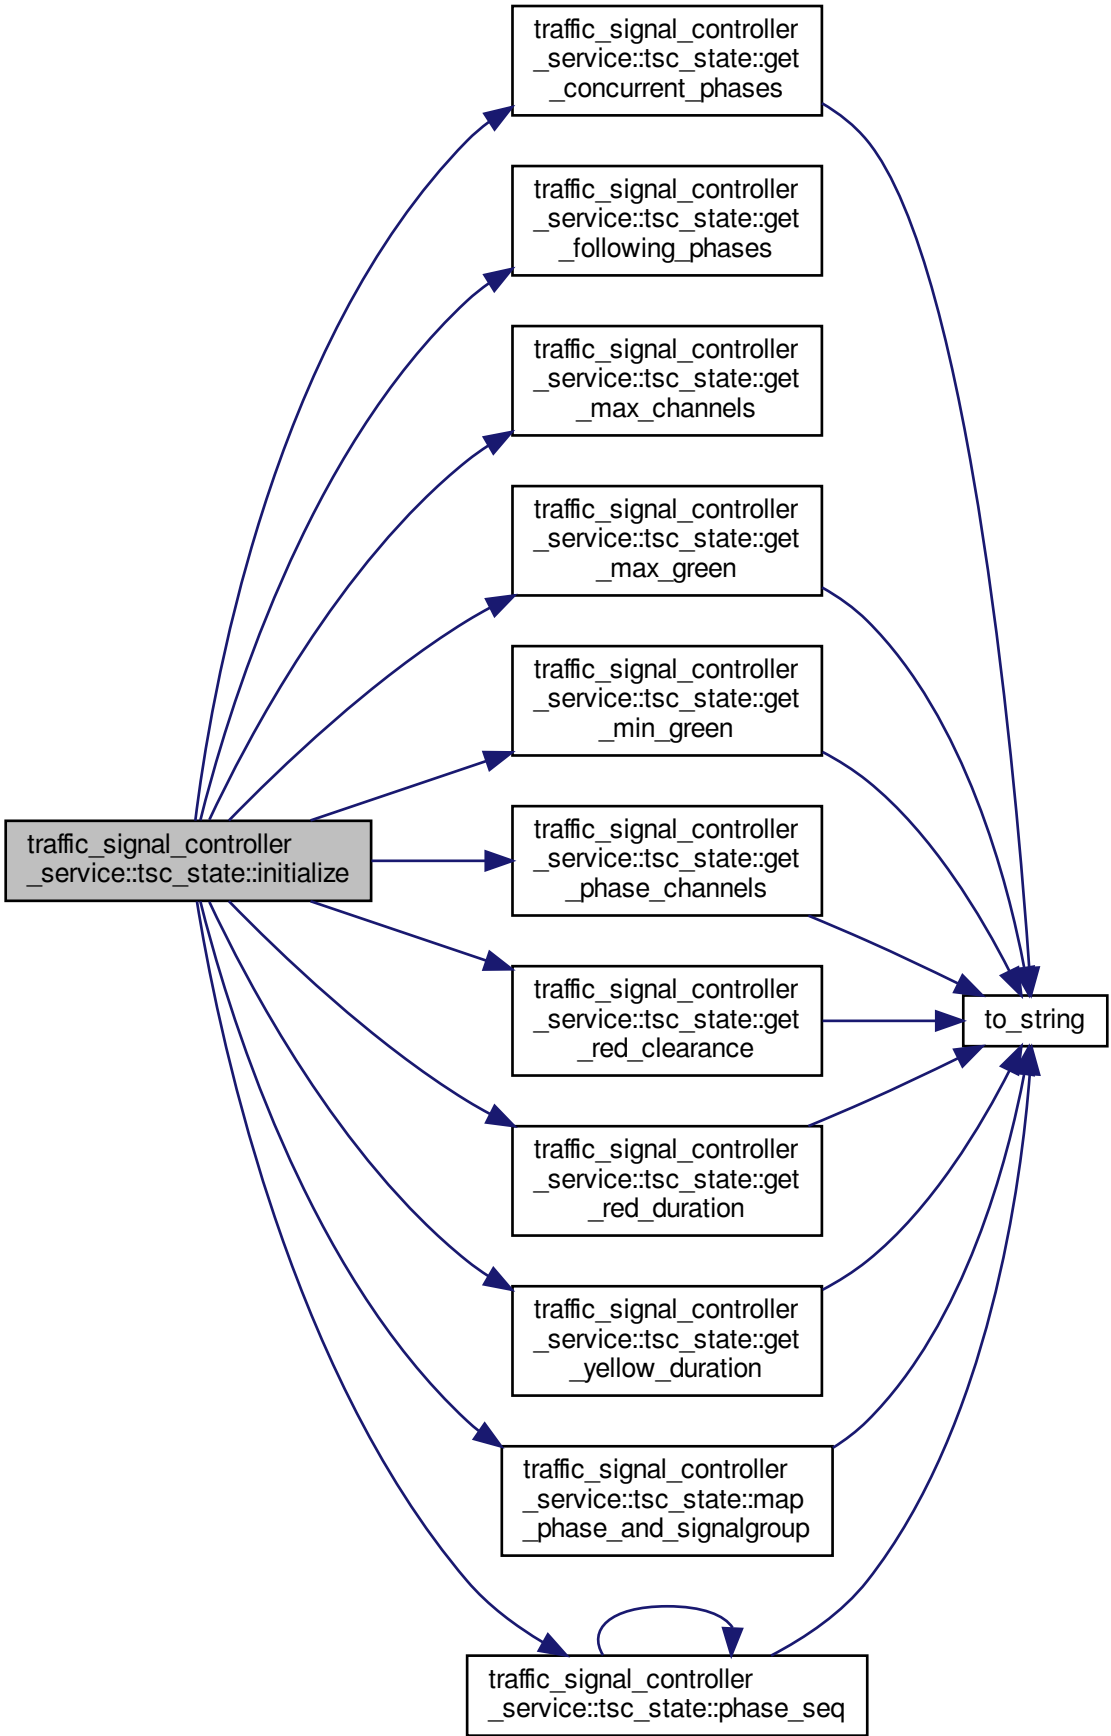 traffic_signal_controller
_service::tsc_state::get
_concurrent_phases
traffic_signal_controller
_service::tsc_state::get
_following_phases
traffic_signal_controller
_service::tsc_state::get
_max_channels
traffic_signal_controller
_service::tsc_state::get
_max_green
traffic_signal_controller
_service::tsc_state::get
_min_green
traffic_signal_controller
_service::tsc_state::initialize
traffic_signal_controller
_service::tsc_state::get
_phase_channels
traffic_signal_controller
_service::tsc_state::get
_red_clearance
to_string
traffic_signal_controller
_service::tsc_state::get
_red_duration
traffic_signal_controller
_service::tsc_state::get
_yellow_duration
traffic_signal_controller
_service::tsc_state::map
_phase_and_signalgroup
traffic_signal_controller
_service::tsc_state::phase_seq